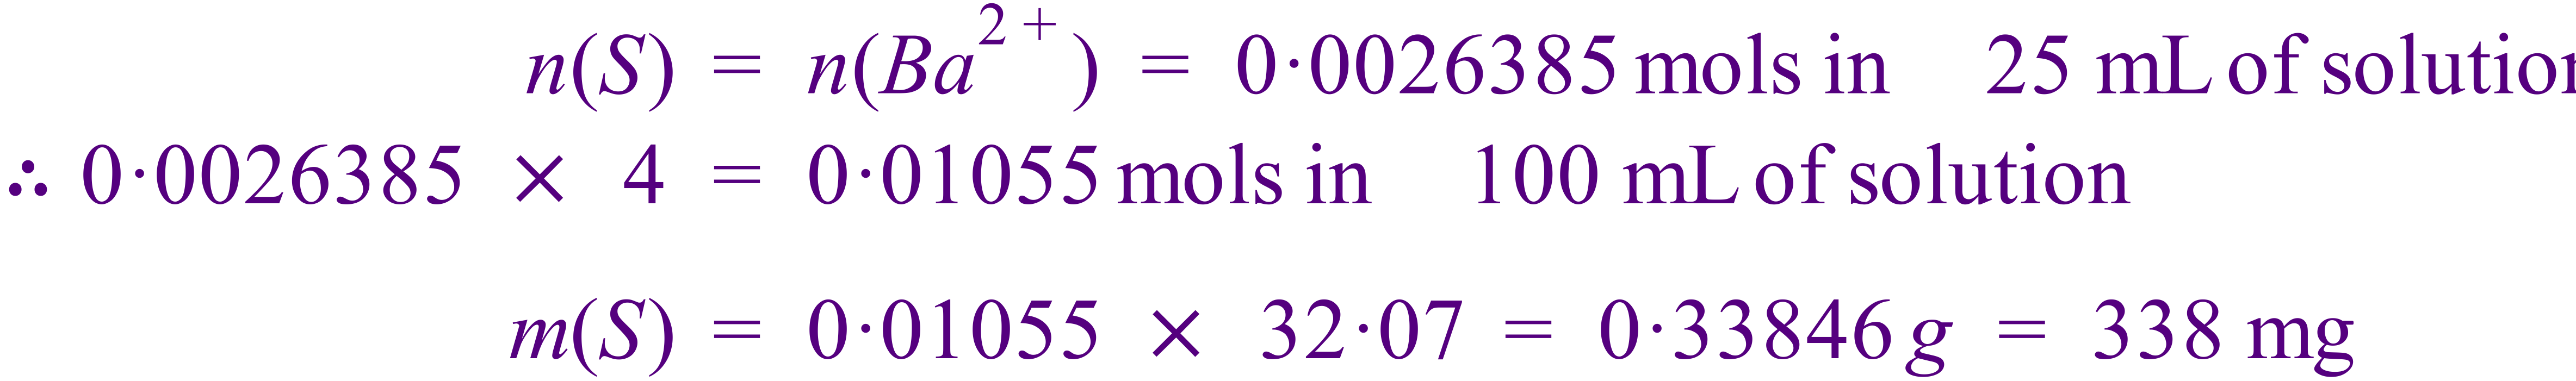 n(S) = n(Ba²⁺) = 0·0026385 mols in 25 mL of solution
∴ 0·0026385 × 4 = 0·01055 mols in 100 mL of solution
m(S) = 0·01055 × 32·07 = 0·33846 g = 338 mg